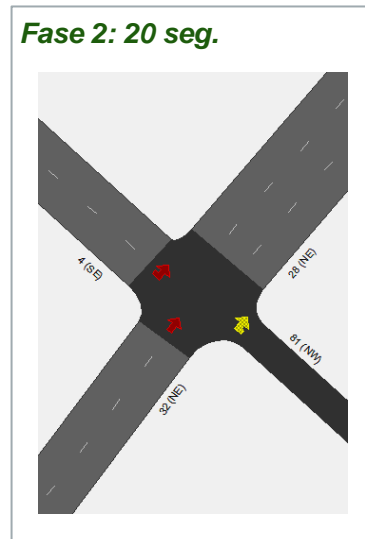 Fase 2: 20 seg.
4 (SE)
28 (NE)
81 (NW)
32 (NE)